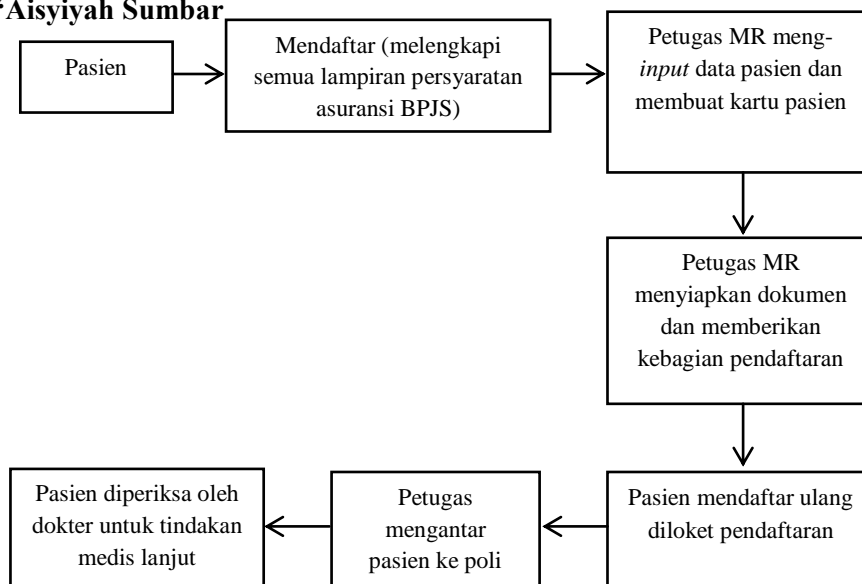 ‘Aisyiyah Sumbar
Pasien
Mendaftar (melengkapi
semua lampiran persyaratan
asuransi BPJS)
Petugas MR meng-
input data pasien dan
membuat kartu pasien
Petugas MR
menyiapkan dokumen
dan memberikan
kebagian pendaftaran
Pasien mendaftar ulang
diloket pendaftaran
Petugas
mengantar
pasien ke poli
Pasien diperiksa oleh
dokter untuk tindakan
medis lanjut